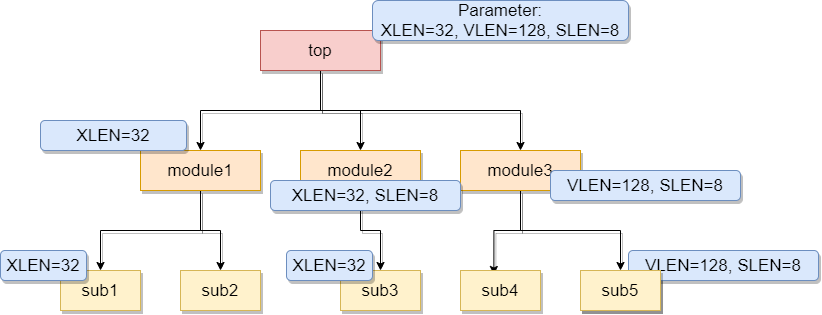 Parameter:
XLEN=32, VLEN=128, SLEN=8
top
XLEN=32
module1
module2
module3
XLEN=32, SLEN=8
VLEN=128, SLEN=8
XLEN=32
sub1
sub2
XLEN=32
sub3
sub4
sub5
VLEN=128, SLEN=8